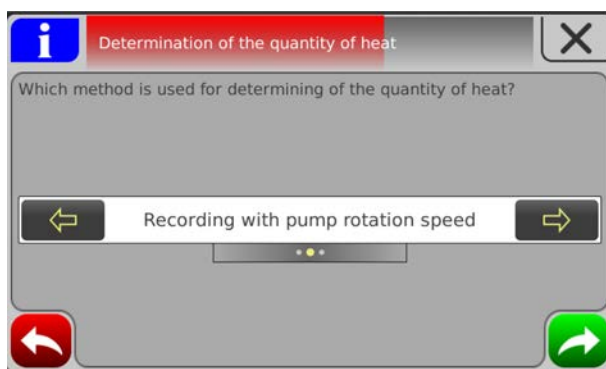 i
Determination of the quantity of heat
Which method is used for determining of the quantity of heat?
Recording with pump rotation speed